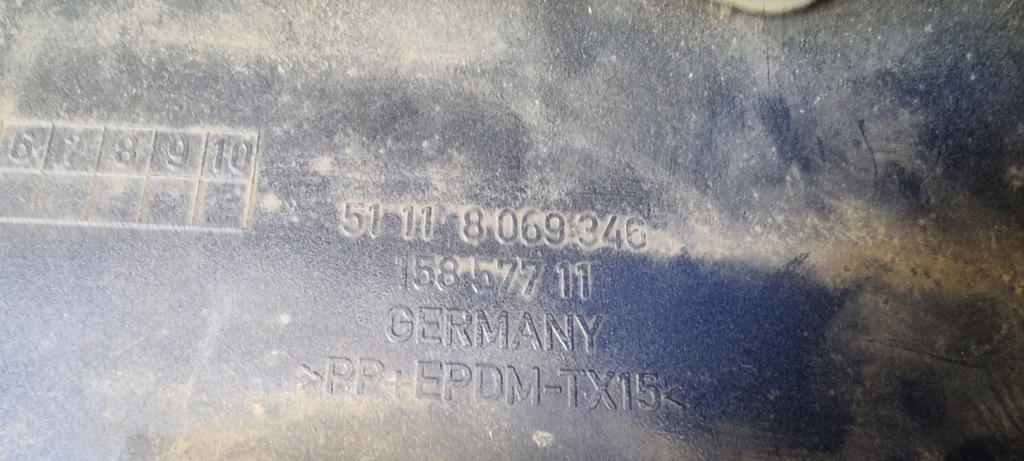 6 7 8 9 10
51 11 8 069 346
158 577 11
GERMANY
>PP+EPDM-TX15<